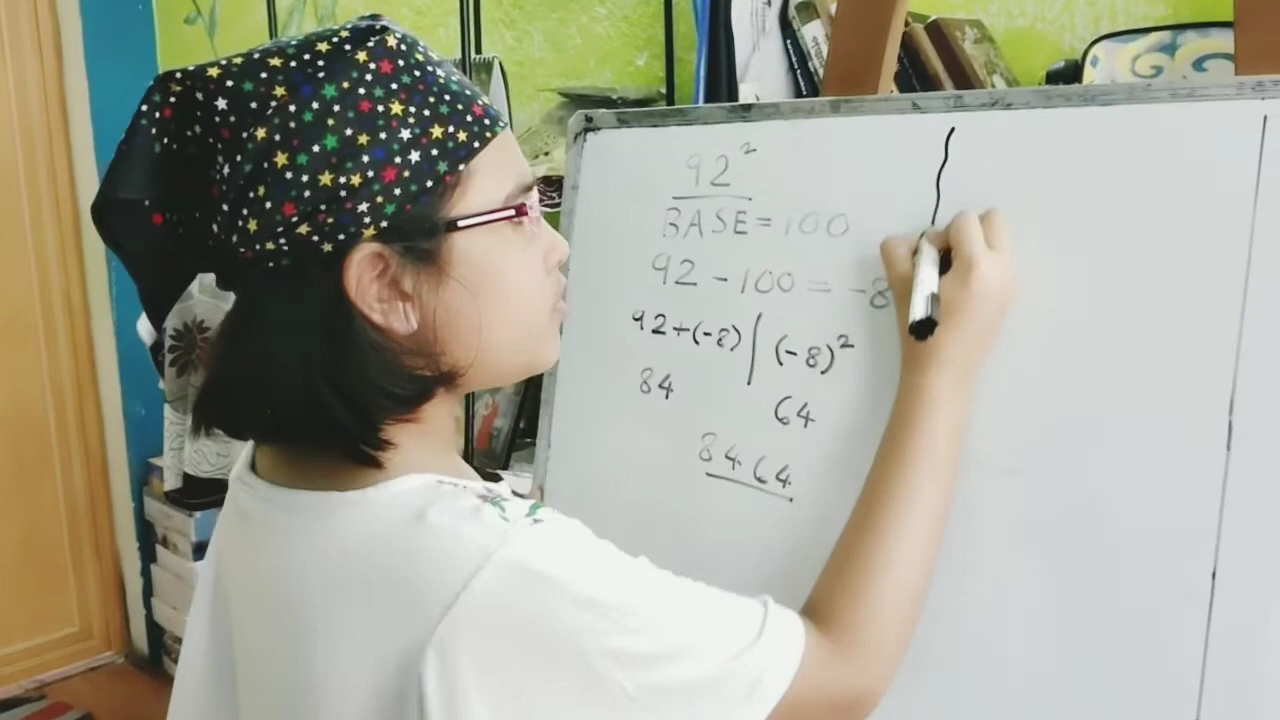 92²
BASE = 100
92 - 100 = -8
92+(-8) | (-8)²
84 64
8464